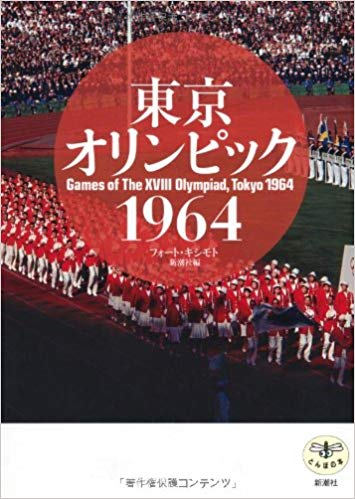 東京
オリンピック
Games of The XVIII Olympiad, Tokyo 1964
1964
フォート・キシモト
新潮社編
とんぼの本
新潮社
「著作権保護コンテンツ」